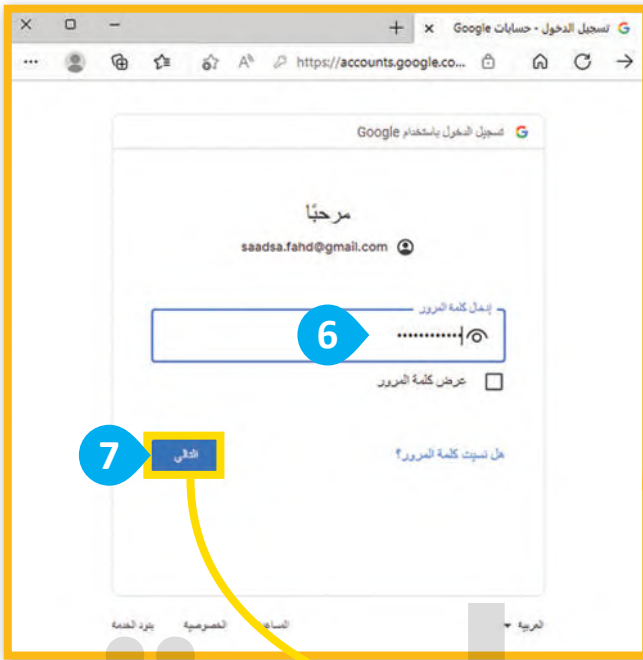 تسجيل الدخول - حسابات Google
https://accounts.google.co...
تسجيل الدخول باستخدام Google
مرحبًا
saadsa.fahd@gmail.com
إدخال كلمة المرور
6
عرض كلمة المرور
هل نسيت كلمة المرور؟
7 التالي
العربية الخصوصية بنود الخدمة